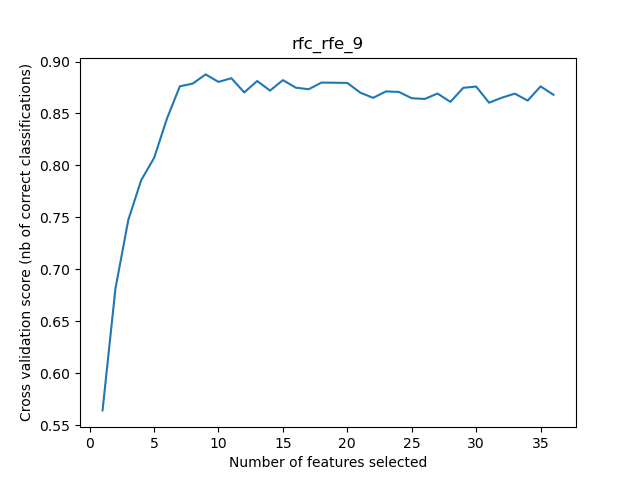 rfc_rfe_9
Cross validation score (nb of correct classifications)
0.90
0.85
0.80
0.75
0.70
0.65
0.60
0.55
0 5 10 15 20 25 30 35
Number of features selected